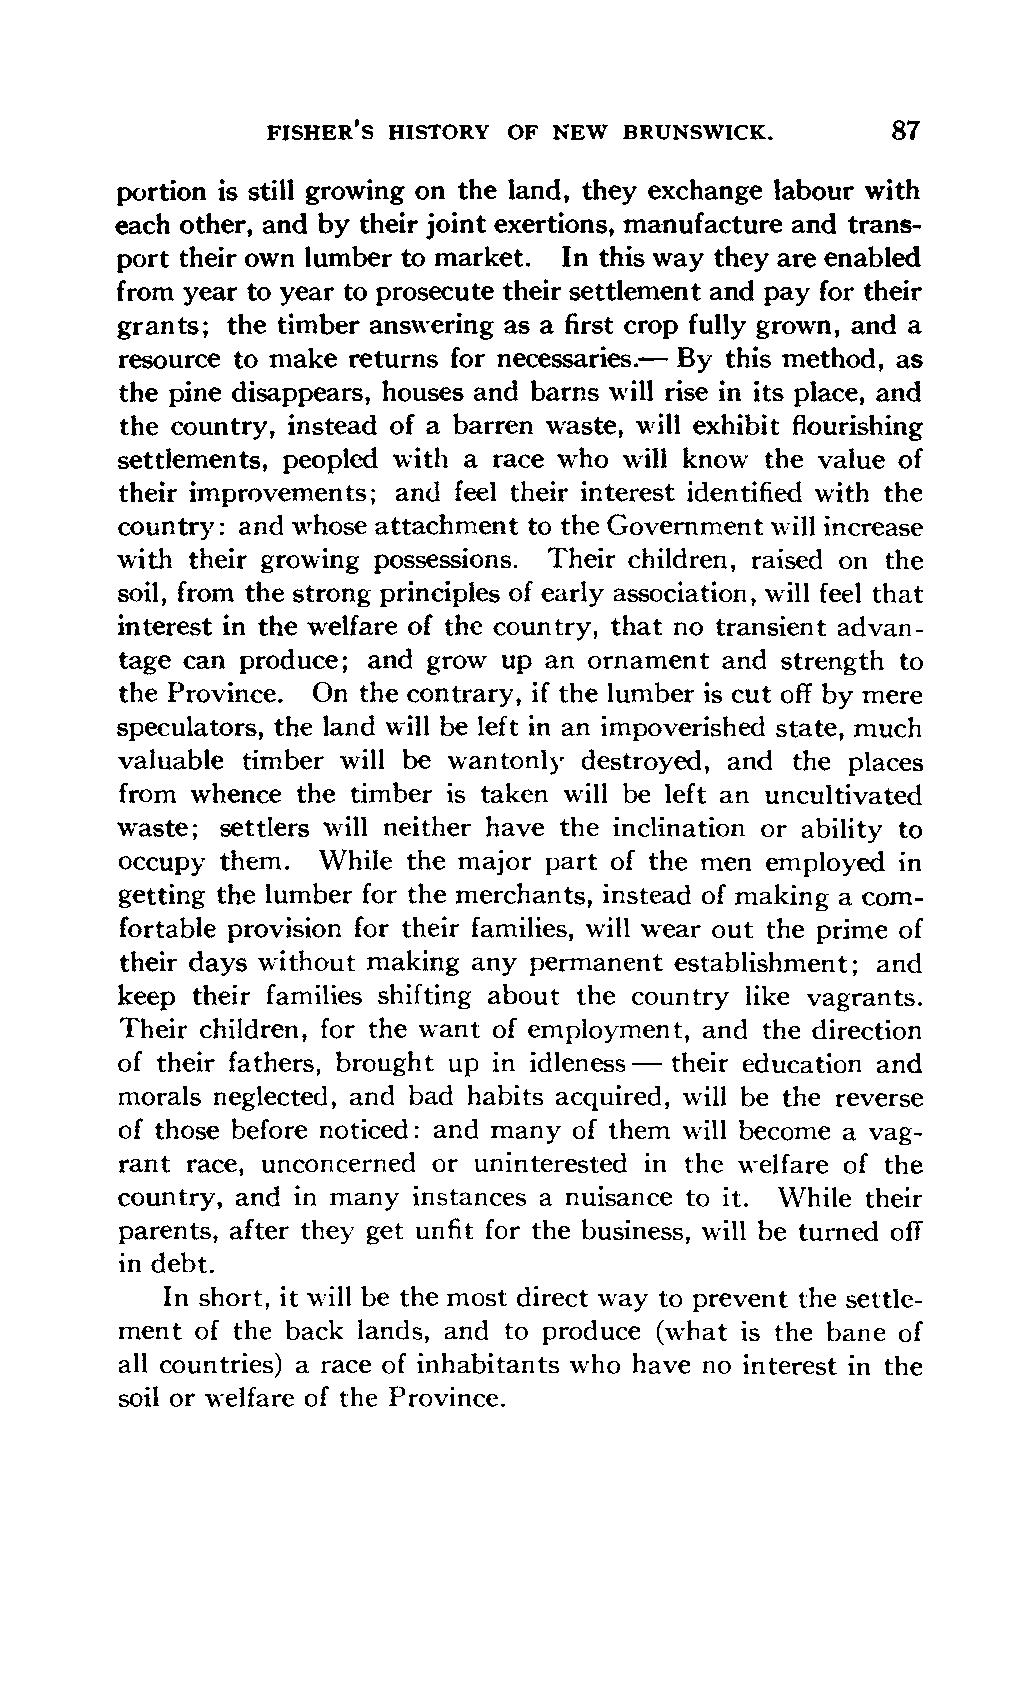 FISHER'S HISTORY OF NEW BRUNSWICK. 87
portion is still growing on the land, they exchange labour with
each other, and by their joint exertions, manufacture and trans-
port their own lumber to market. In this way they are enabled
from year to year to prosecute their settlement and pay for their
grants; the timber answering as a first crop fully grown, and a
resource to make returns for necessaries.— By this method, as
the pine disappears, houses and barns will rise in its place, and
the country, instead of a barren waste, will exhibit flourishing
settlements, peopled with a race who will know the value of
their improvements; and feel their interest identified with the
country: and whose attachment to the Government will increase
with their growing possessions. Their children, raised on the
soil, from the strong principles of early association, will feel that
interest in the welfare of the country, that no transient advan-
tage can produce; and grow up an ornament and strength to
the Province. On the contrary, if the lumber is cut off by mere
speculators, the land will be left in an impoverished state, much
valuable timber will be wantonly destroyed, and the places
from whence the timber is taken will be left an uncultivated
waste; settlers will neither have the inclination or ability to
occupy them. While the major part of the men employed in
getting the lumber for the merchants, instead of making a com-
fortable provision for their families, will wear out the prime of
their days without making any permanent establishment; and
keep their families shifting about the country like vagrants.
Their children, for the want of employment, and the direction
of their fathers, brought up in idleness — their education and
morals neglected, and bad habits acquired, will be the reverse
of those before noticed: and many of them will become a vag-
rant race, unconcerned or uninterested in the welfare of the
country, and in many instances a nuisance to it. While their
parents, after they get unfit for the business, will be turned off
in debt.
In short, it will be the most direct way to prevent the settle-
ment of the back lands, and to produce (what is the bane of
all countries) a race of inhabitants who have no interest in the
soil or welfare of the Province.